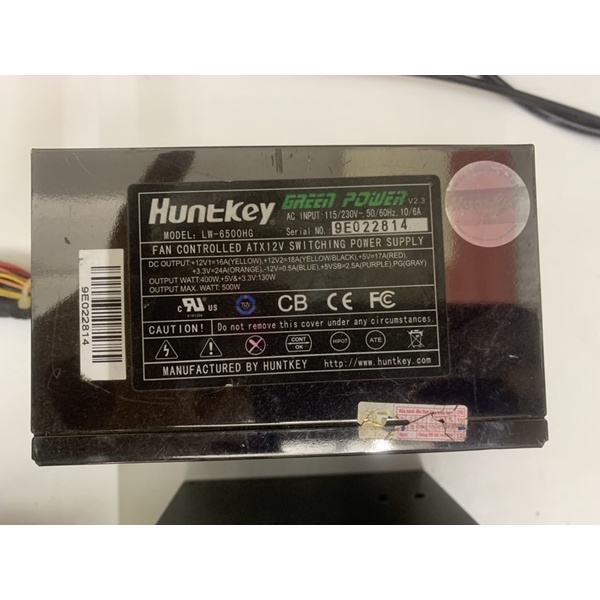 Huntkey GREEN POWER V2.3
AC INPUT:115/230V~.50/60Hz.10/6A
MODEL: LW-6500HG Serial NO. 9E022814
FAN CONTROLLED ATX12V SWITCHING POWER SUPPLY
DC OUTPUT:+12V1=16A(YELLOW),+12V2=18A(YELLOW/BLACK),+5V=17A(RED)
+3.3V=24A(ORANGE),-12V=0.5A(BLUE),+5VSB=2.5A(PURPLE),PG(GRAY)
OUTPUT WATT:400W,+5V&+3.3V:130W
OUTPUT MAX. WATT: 500W
c UL US TUV CB CE FC
CAUTION! Do not remove this cover under any circumstances.
CONT OK HIPOT ATE
MANUFACTURED BY HUNTKEY http://www.huntkey.com
9E022814